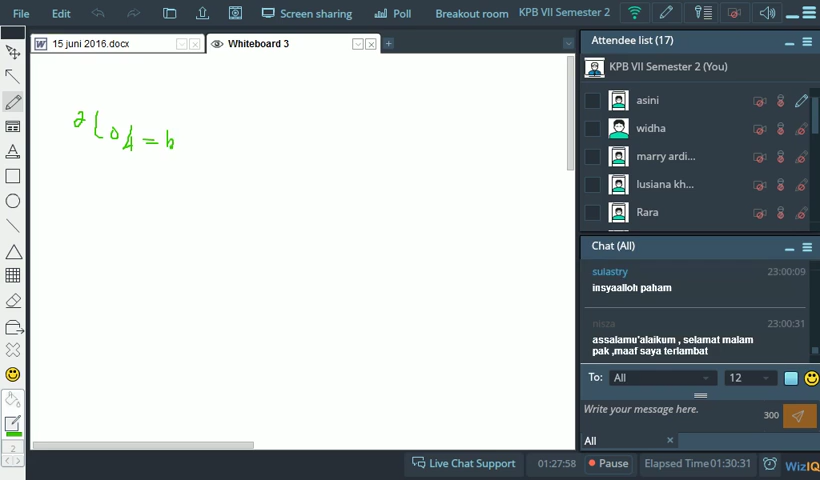 File Edit Screen sharing Poll Breakout room KPB VII Semester 2
15 juni 2016.docx Whiteboard 3
Attendee list (17)
KPB VII Semester 2 (You)
asini
widha
marry ardi...
lusiana kh...
Rara
= b
Chat (All)
sulastry 23:00:09
insyaalloh paham
nisza 23:00:31
assalamu'alaikum , selamat malam
pak ,maaf saya terlambat
To: All 12
Write your message here. 300
All
2
Live Chat Support 01:27:58 Pause Elapsed Time 01:30:31 WizIQ